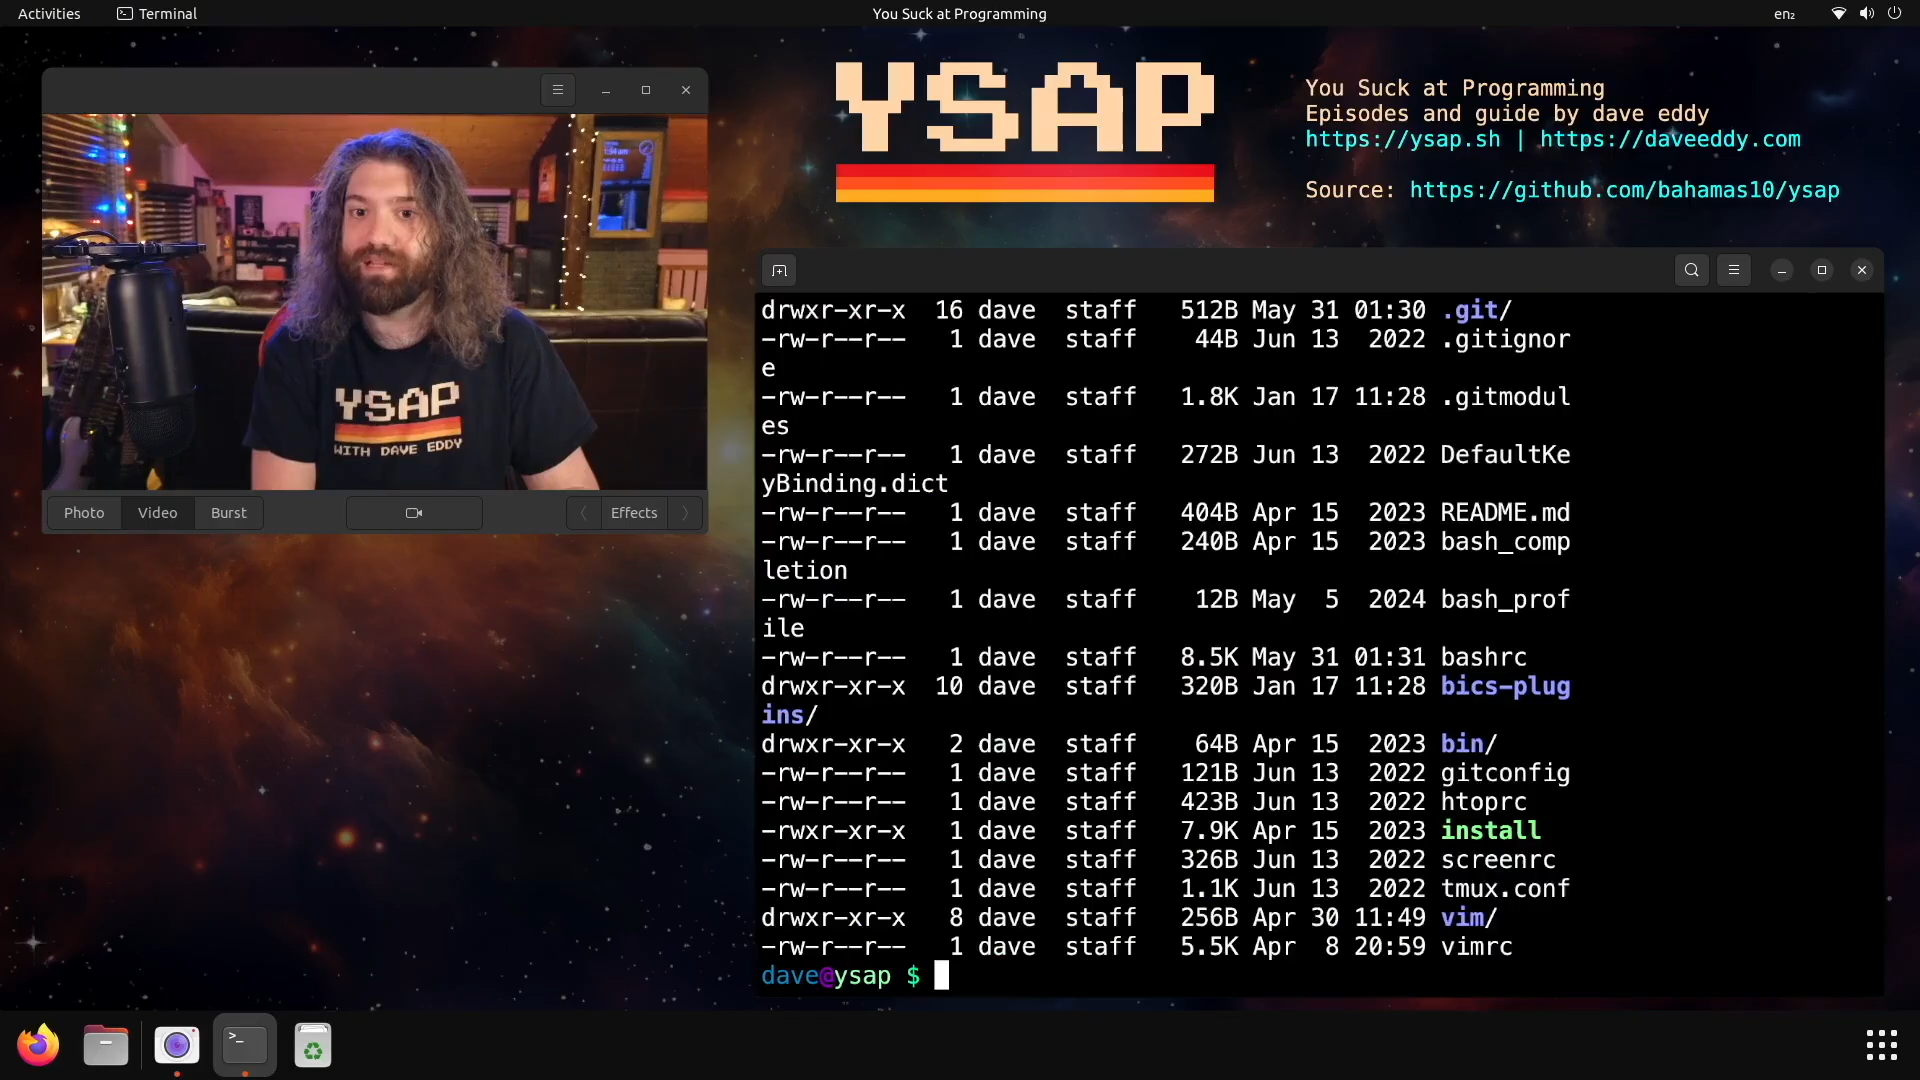 Activities
Terminal
You Suck at Programming
en₂
YSAP
You Suck at Programming
Episodes and guide by dave eddy
https://ysap.sh | https://daveeddy.com
Source: https://github.com/bahamas10/ysap
YSAP
WITH DAVE EDDY
Photo
Video
Burst
Effects
drwxr-xr-x  16 dave  staff   512B May 31 01:30 .git/
-rw-r--r--   1 dave  staff    44B Jun 13  2022 .gitignor
e
-rw-r--r--   1 dave  staff   1.8K Jan 17 11:28 .gitmodul
es
-rw-r--r--   1 dave  staff   272B Jun 13  2022 DefaultKe
yBinding.dict
-rw-r--r--   1 dave  staff   404B Apr 15  2023 README.md
-rw-r--r--   1 dave  staff   240B Apr 15  2023 bash_comp
letion
-rw-r--r--   1 dave  staff    12B May  5  2024 bash_prof
ile
-rw-r--r--   1 dave  staff   8.5K May 31 01:31 bashrc
drwxr-xr-x  10 dave  staff   320B Jan 17 11:28 bics-plug
ins/
drwxr-xr-x   2 dave  staff    64B Apr 15  2023 bin/
-rw-r--r--   1 dave  staff   121B Jun 13  2022 gitconfig
-rw-r--r--   1 dave  staff   423B Jun 13  2022 htoprc
-rwxr-xr-x   1 dave  staff   7.9K Apr 15  2023 install
-rw-r--r--   1 dave  staff   326B Jun 13  2022 screenrc
-rw-r--r--   1 dave  staff   1.1K Jun 13  2022 tmux.conf
drwxr-xr-x   8 dave  staff   256B Apr 30 11:49 vim/
-rw-r--r--   1 dave  staff   5.5K Apr  8 20:59 vimrc
dave@ysap $